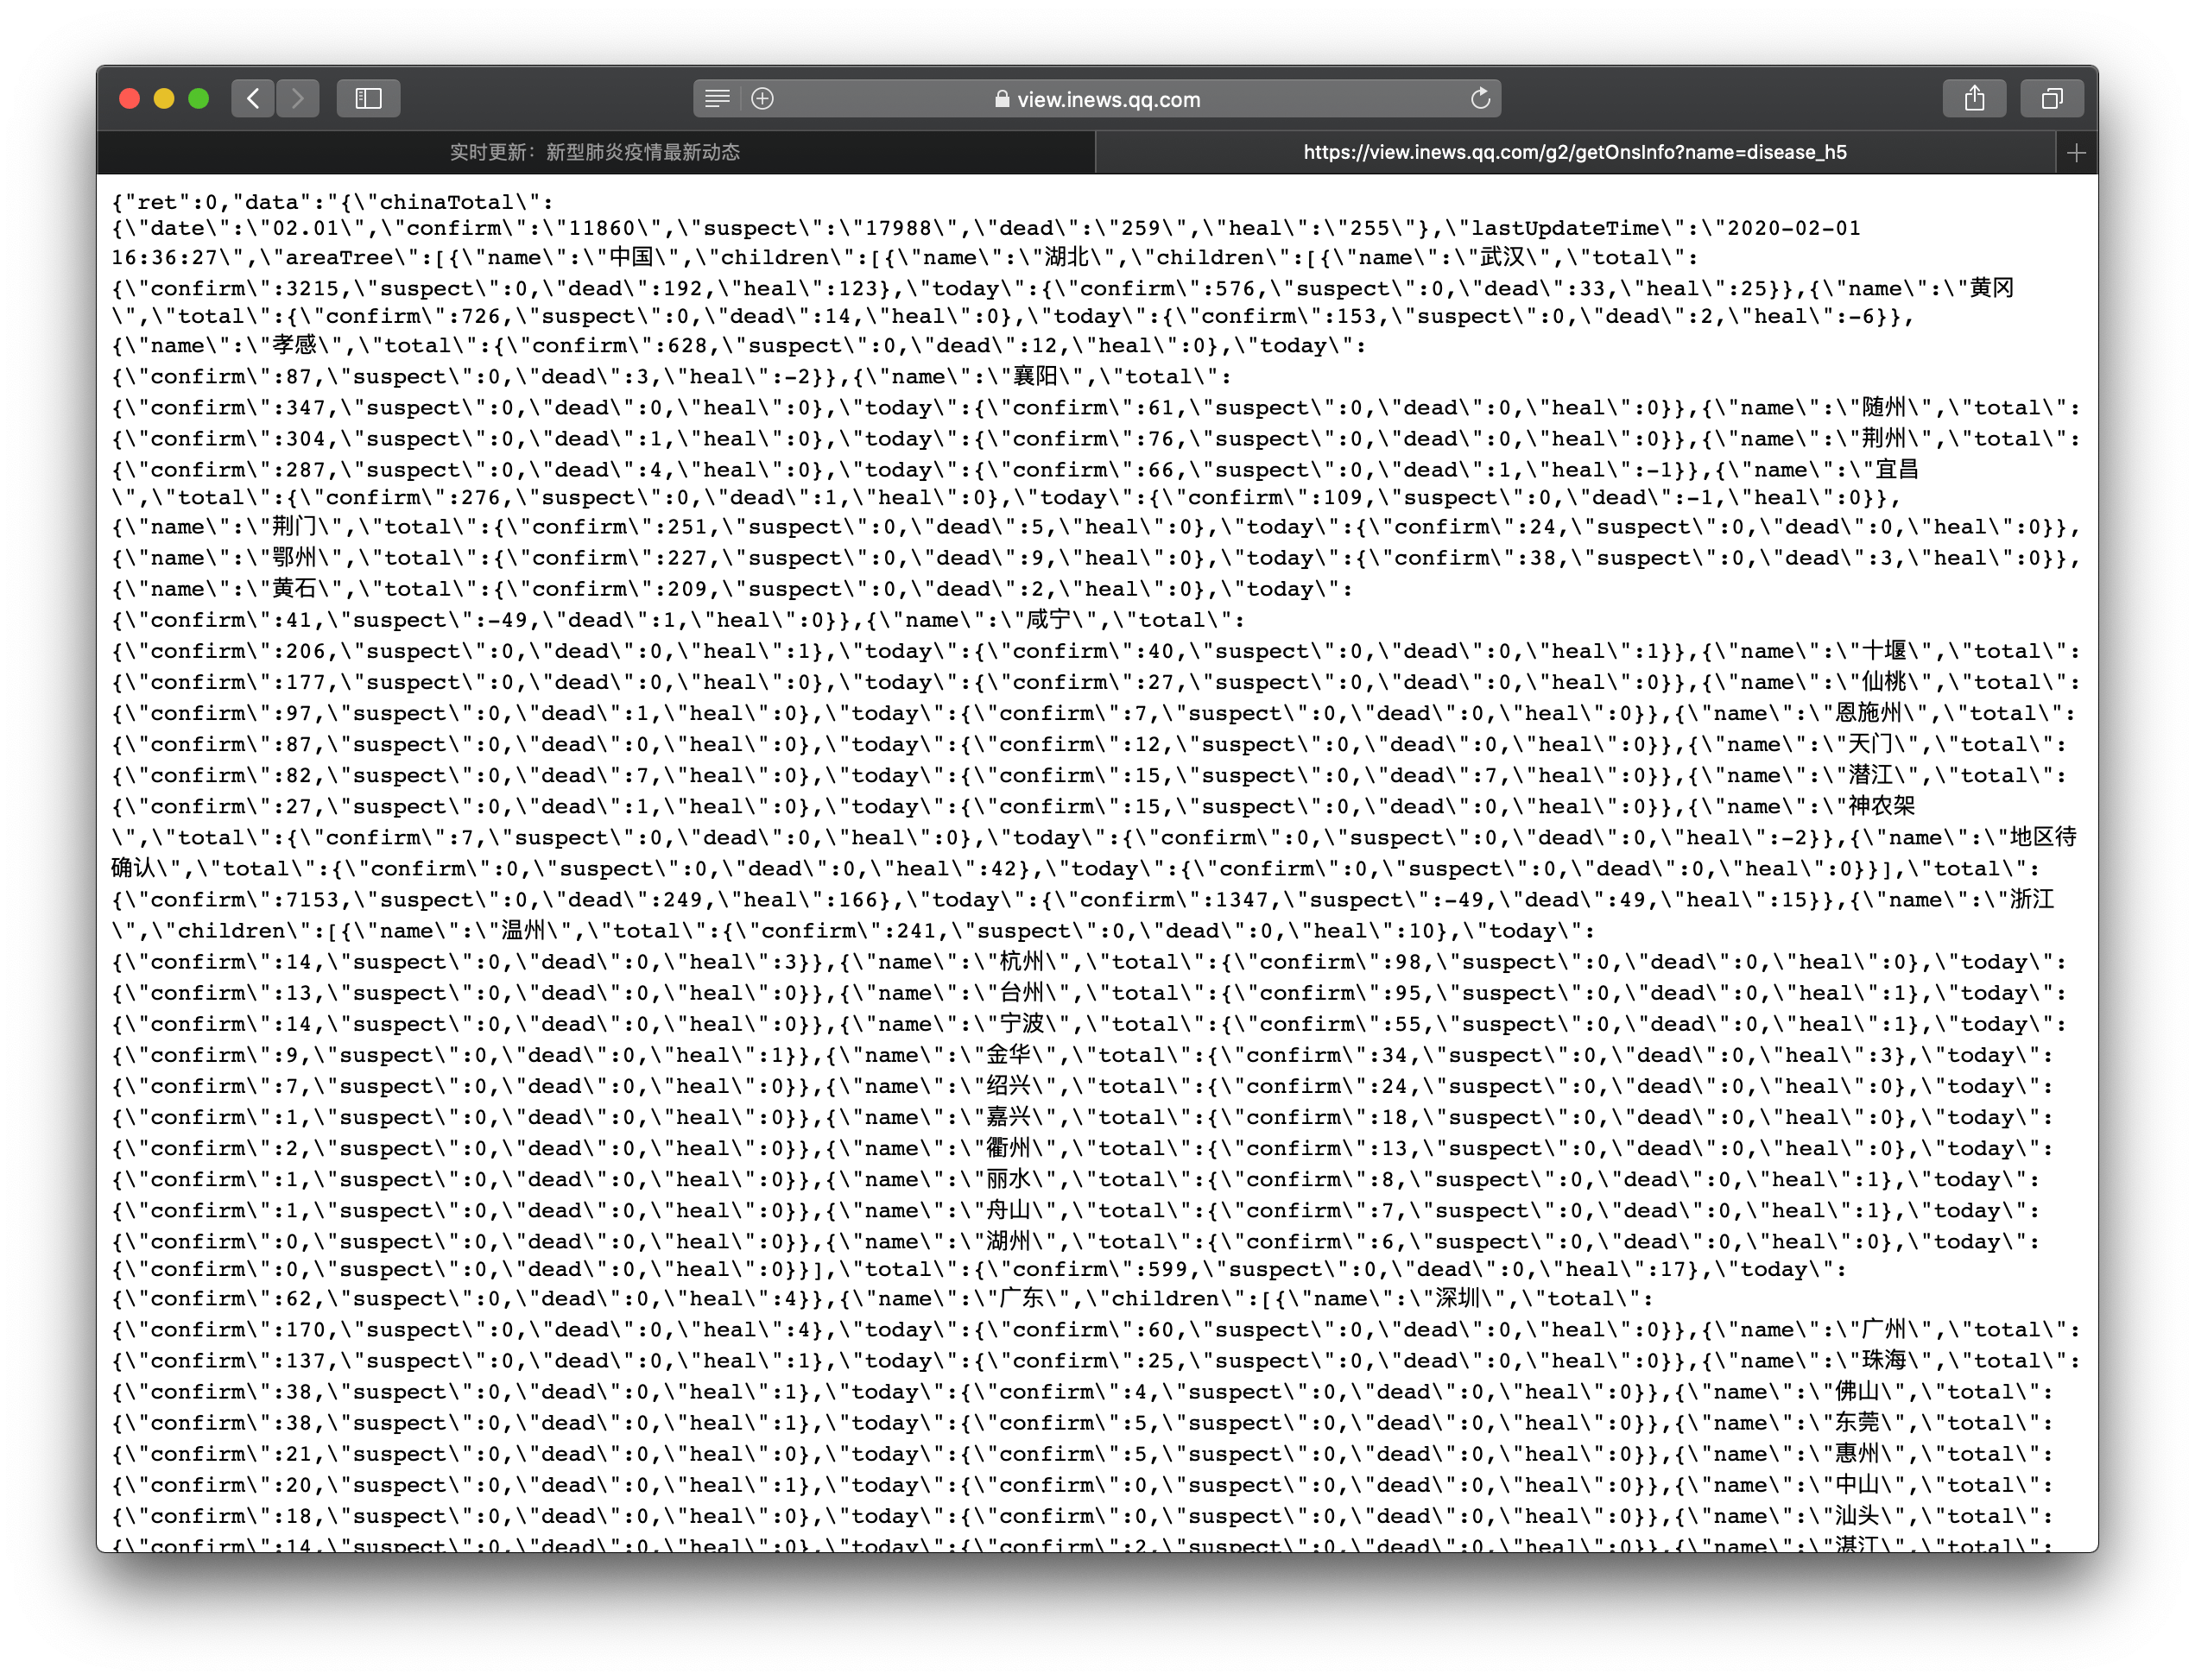 view.inews.qq.com
实时更新：新型肺炎疫情最新动态
https://view.inews.qq.com/g2/getOnsInfo?name=disease_h5
{"ret":0,"data":"{\"chinaTotal\":
{\"date\":\"02.01\",\"confirm\":\"11860\",\"suspect\":\"17988\",\"dead\":\"259\",\"heal\":\"255\"},\"lastUpdateTime\":\"2020-02-01
16:36:27\",\"areaTree\":[{\"name\":\"中国\",\"children\":[{\"name\":\"湖北\",\"children\":[{\"name\":\"武汉\",\"total\":
{\"confirm\":3215,\"suspect\":0,\"dead\":192,\"heal\":123},\"today\":{\"confirm\":576,\"suspect\":0,\"dead\":33,\"heal\":25}},{\"name\":\"黄冈
\",\"total\":{\"confirm\":726,\"suspect\":0,\"dead\":14,\"heal\":0},\"today\":{\"confirm\":153,\"suspect\":0,\"dead\":2,\"heal\":-6}},
{\"name\":\"孝感\",\"total\":{\"confirm\":628,\"suspect\":0,\"dead\":12,\"heal\":0},\"today\":
{\"confirm\":87,\"suspect\":0,\"dead\":3,\"heal\":-2}},{\"name\":\"襄阳\",\"total\":
{\"confirm\":347,\"suspect\":0,\"dead\":0,\"heal\":0},\"today\":{\"confirm\":61,\"suspect\":0,\"dead\":0,\"heal\":0}},{\"name\":\"随州\",\"total\":
{\"confirm\":304,\"suspect\":0,\"dead\":1,\"heal\":0},\"today\":{\"confirm\":76,\"suspect\":0,\"dead\":0,\"heal\":0}},{\"name\":\"荆州\",\"total\":
{\"confirm\":287,\"suspect\":0,\"dead\":4,\"heal\":0},\"today\":{\"confirm\":66,\"suspect\":0,\"dead\":1,\"heal\":-1}},{\"name\":\"宜昌
\",\"total\":{\"confirm\":276,\"suspect\":0,\"dead\":1,\"heal\":0},\"today\":{\"confirm\":109,\"suspect\":0,\"dead\":-1,\"heal\":0}},
{\"name\":\"荆门\",\"total\":{\"confirm\":251,\"suspect\":0,\"dead\":5,\"heal\":0},\"today\":{\"confirm\":24,\"suspect\":0,\"dead\":0,\"heal\":0}},
{\"name\":\"鄂州\",\"total\":{\"confirm\":227,\"suspect\":0,\"dead\":9,\"heal\":0},\"today\":{\"confirm\":38,\"suspect\":0,\"dead\":3,\"heal\":0}},
{\"name\":\"黄石\",\"total\":{\"confirm\":209,\"suspect\":0,\"dead\":2,\"heal\":0},\"today\":
{\"confirm\":41,\"suspect\":-49,\"dead\":1,\"heal\":0}},{\"name\":\"咸宁\",\"total\":
{\"confirm\":206,\"suspect\":0,\"dead\":0,\"heal\":1},\"today\":{\"confirm\":40,\"suspect\":0,\"dead\":0,\"heal\":1}},{\"name\":\"十堰\",\"total\":
{\"confirm\":177,\"suspect\":0,\"dead\":0,\"heal\":0},\"today\":{\"confirm\":27,\"suspect\":0,\"dead\":0,\"heal\":0}},{\"name\":\"仙桃\",\"total\":
{\"confirm\":97,\"suspect\":0,\"dead\":1,\"heal\":0},\"today\":{\"confirm\":7,\"suspect\":0,\"dead\":0,\"heal\":0}},{\"name\":\"恩施州\",\"total\":
{\"confirm\":87,\"suspect\":0,\"dead\":0,\"heal\":0},\"today\":{\"confirm\":12,\"suspect\":0,\"dead\":0,\"heal\":0}},{\"name\":\"天门\",\"total\":
{\"confirm\":82,\"suspect\":0,\"dead\":7,\"heal\":0},\"today\":{\"confirm\":15,\"suspect\":0,\"dead\":7,\"heal\":0}},{\"name\":\"潜江\",\"total\":
{\"confirm\":27,\"suspect\":0,\"dead\":1,\"heal\":0},\"today\":{\"confirm\":15,\"suspect\":0,\"dead\":0,\"heal\":0}},{\"name\":\"神农架
\",\"total\":{\"confirm\":7,\"suspect\":0,\"dead\":0,\"heal\":0},\"today\":{\"confirm\":0,\"suspect\":0,\"dead\":0,\"heal\":-2}},{\"name\":\"地区待
确认\",\"total\":{\"confirm\":0,\"suspect\":0,\"dead\":0,\"heal\":42},\"today\":{\"confirm\":0,\"suspect\":0,\"dead\":0,\"heal\":0}}],\"total\":
{\"confirm\":7153,\"suspect\":0,\"dead\":249,\"heal\":166},\"today\":{\"confirm\":1347,\"suspect\":-49,\"dead\":49,\"heal\":15}},{\"name\":\"浙江
\",\"children\":[{\"name\":\"温州\",\"total\":{\"confirm\":241,\"suspect\":0,\"dead\":0,\"heal\":10},\"today\":
{\"confirm\":14,\"suspect\":0,\"dead\":0,\"heal\":3}},{\"name\":\"杭州\",\"total\":{\"confirm\":98,\"suspect\":0,\"dead\":0,\"heal\":0},\"today\":
{\"confirm\":13,\"suspect\":0,\"dead\":0,\"heal\":0}},{\"name\":\"台州\",\"total\":{\"confirm\":95,\"suspect\":0,\"dead\":0,\"heal\":1},\"today\":
{\"confirm\":14,\"suspect\":0,\"dead\":0,\"heal\":0}},{\"name\":\"宁波\",\"total\":{\"confirm\":55,\"suspect\":0,\"dead\":0,\"heal\":1},\"today\":
{\"confirm\":9,\"suspect\":0,\"dead\":0,\"heal\":1}},{\"name\":\"金华\",\"total\":{\"confirm\":34,\"suspect\":0,\"dead\":0,\"heal\":3},\"today\":
{\"confirm\":7,\"suspect\":0,\"dead\":0,\"heal\":0}},{\"name\":\"绍兴\",\"total\":{\"confirm\":24,\"suspect\":0,\"dead\":0,\"heal\":0},\"today\":
{\"confirm\":1,\"suspect\":0,\"dead\":0,\"heal\":0}},{\"name\":\"嘉兴\",\"total\":{\"confirm\":18,\"suspect\":0,\"dead\":0,\"heal\":0},\"today\":
{\"confirm\":2,\"suspect\":0,\"dead\":0,\"heal\":0}},{\"name\":\"衢州\",\"total\":{\"confirm\":13,\"suspect\":0,\"dead\":0,\"heal\":0},\"today\":
{\"confirm\":1,\"suspect\":0,\"dead\":0,\"heal\":0}},{\"name\":\"丽水\",\"total\":{\"confirm\":8,\"suspect\":0,\"dead\":0,\"heal\":1},\"today\":
{\"confirm\":1,\"suspect\":0,\"dead\":0,\"heal\":0}},{\"name\":\"舟山\",\"total\":{\"confirm\":7,\"suspect\":0,\"dead\":0,\"heal\":1},\"today\":
{\"confirm\":0,\"suspect\":0,\"dead\":0,\"heal\":0}},{\"name\":\"湖州\",\"total\":{\"confirm\":6,\"suspect\":0,\"dead\":0,\"heal\":0},\"today\":
{\"confirm\":0,\"suspect\":0,\"dead\":0,\"heal\":0}}],\"total\":{\"confirm\":599,\"suspect\":0,\"dead\":0,\"heal\":17},\"today\":
{\"confirm\":62,\"suspect\":0,\"dead\":0,\"heal\":4}},{\"name\":\"广东\",\"children\":[{\"name\":\"深圳\",\"total\":
{\"confirm\":170,\"suspect\":0,\"dead\":0,\"heal\":4},\"today\":{\"confirm\":60,\"suspect\":0,\"dead\":0,\"heal\":0}},{\"name\":\"广州\",\"total\":
{\"confirm\":137,\"suspect\":0,\"dead\":0,\"heal\":1},\"today\":{\"confirm\":25,\"suspect\":0,\"dead\":0,\"heal\":0}},{\"name\":\"珠海\",\"total\":
{\"confirm\":38,\"suspect\":0,\"dead\":0,\"heal\":1},\"today\":{\"confirm\":4,\"suspect\":0,\"dead\":0,\"heal\":0}},{\"name\":\"佛山\",\"total\":
{\"confirm\":38,\"suspect\":0,\"dead\":0,\"heal\":1},\"today\":{\"confirm\":5,\"suspect\":0,\"dead\":0,\"heal\":0}},{\"name\":\"东莞\",\"total\":
{\"confirm\":21,\"suspect\":0,\"dead\":0,\"heal\":0},\"today\":{\"confirm\":5,\"suspect\":0,\"dead\":0,\"heal\":0}},{\"name\":\"惠州\",\"total\":
{\"confirm\":20,\"suspect\":0,\"dead\":0,\"heal\":1},\"today\":{\"confirm\":0,\"suspect\":0,\"dead\":0,\"heal\":0}},{\"name\":\"中山\",\"total\":
{\"confirm\":18,\"suspect\":0,\"dead\":0,\"heal\":0},\"today\":{\"confirm\":0,\"suspect\":0,\"dead\":0,\"heal\":0}},{\"name\":\"汕头\",\"total\":
{\"confirm\":14,\"suspect\":0,\"dead\":0,\"heal\":0},\"today\":{\"confirm\":2,\"suspect\":0,\"dead\":0,\"heal\":0}},{\"name\":\"湛江\",\"total\":